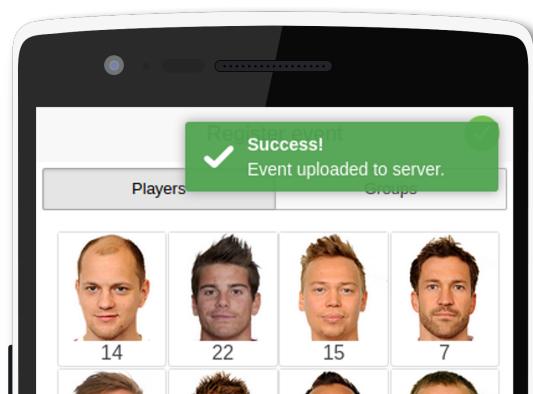 Register event
Success!
Event uploaded to server.
Players
Groups
14
22
15
7